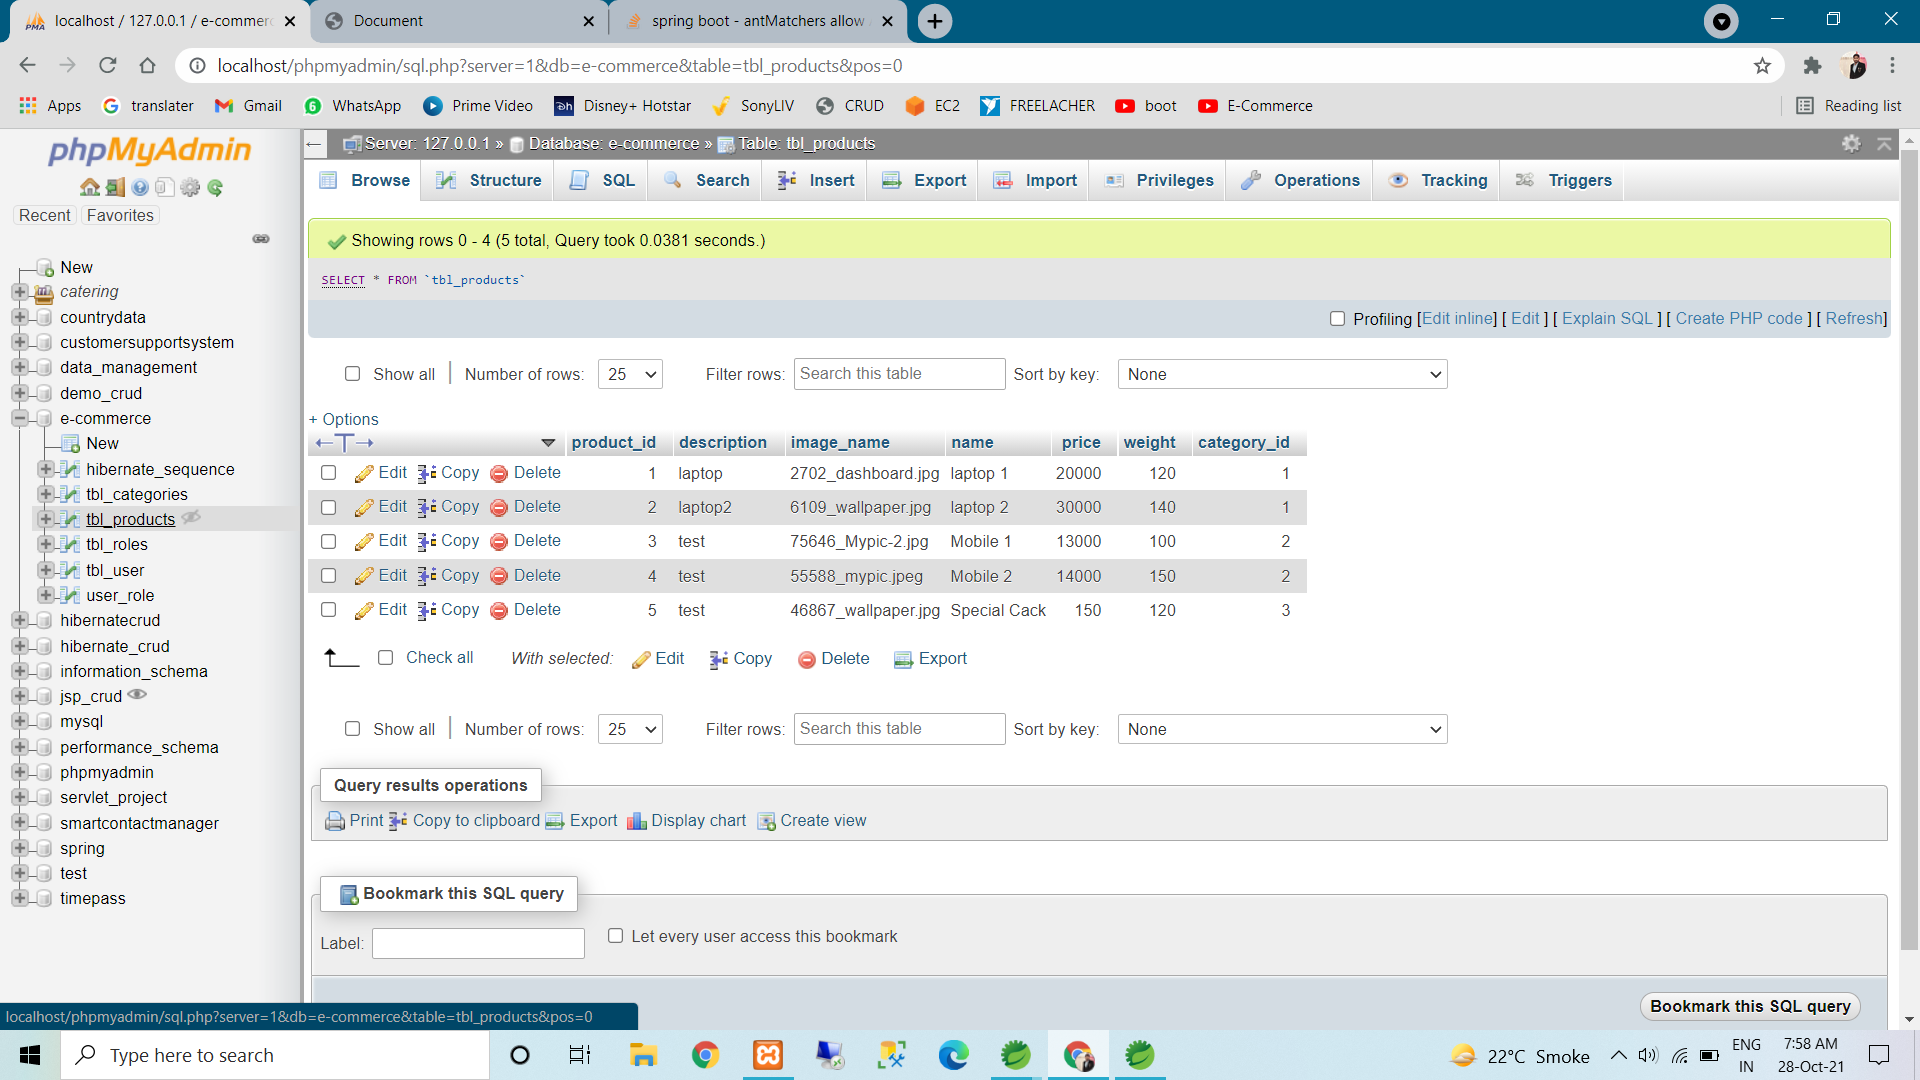 localhost / 127.0.0.1 / e-commerc
Document
spring boot - antMatchers allow
localhost/phpmyadmin/sql.php?server=1&db=e-commerce&table=tbl_products&pos=0
Apps translater Gmail WhatsApp Prime Video Disney+ Hotstar SonyLIV CRUD EC2 FREELACHER boot E-Commerce Reading list
phpMyAdmin
Recent Favorites
New
catering
countrydata
customersupportsystem
data_management
demo_crud
e-commerce
New
hibernate_sequence
tbl_categories
tbl_products
tbl_roles
tbl_user
user_role
hibernatecrud
hibernate_crud
information_schema
jsp_crud
mysql
performance_schema
phpmyadmin
servlet_project
smartcontactmanager
spring
test
timepass
Server: 127.0.0.1 » Database: e-commerce » Table: tbl_products
Browse Structure SQL Search Insert Export Import Privileges Operations Tracking Triggers
Showing rows 0 - 4 (5 total, Query took 0.0381 seconds.)
SELECT * FROM `tbl_products`
Profiling [Edit inline] [ Edit ] [ Explain SQL ] [ Create PHP code ] [ Refresh]
Show all | Number of rows: 25 Filter rows: Search this table Sort by key: None
+ Options
←T→ product_id description image_name name price weight category_id
Edit Copy Delete 1 laptop 2702_dashboard.jpg laptop 1 20000 120 1
Edit Copy Delete 2 laptop2 6109_wallpaper.jpg laptop 2 30000 140 1
Edit Copy Delete 3 test 75646_Mypic-2.jpg Mobile 1 13000 100 2
Edit Copy Delete 4 test 55588_mypic.jpeg Mobile 2 14000 150 2
Edit Copy Delete 5 test 46867_wallpaper.jpg Special Cack 150 120 3
Check all With selected: Edit Copy Delete Export
Show all | Number of rows: 25 Filter rows: Search this table Sort by key: None
Query results operations
Print Copy to clipboard Export Display chart Create view
Bookmark this SQL query
Label: Let every user access this bookmark
Bookmark this SQL query
localhost/phpmyadmin/sql.php?server=1&db=e-commerce&table=tbl_products&pos=0
Type here to search
22°C Smoke
ENG
IN
7:58 AM
28-Oct-21